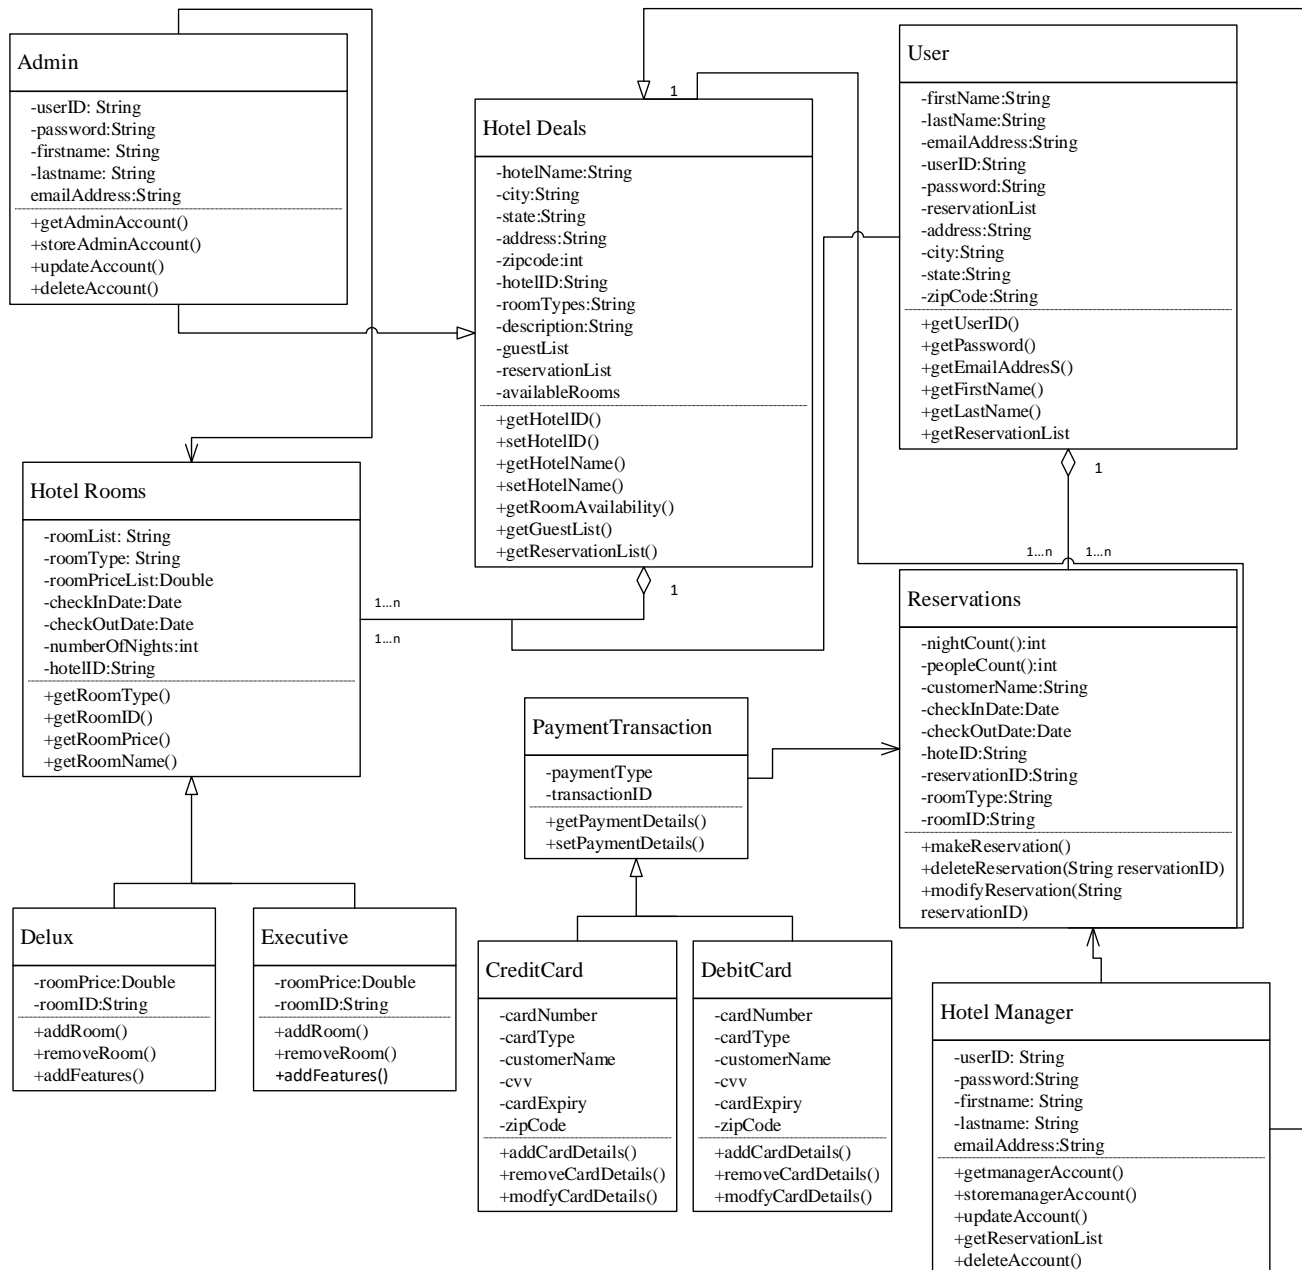 Admin
-userID: String
-password:String
-firstname: String
-lastname: String
emailAddress:String
+getAdminAccount()
+storeAdminAccount()
+updateAccount()
+deleteAccount()
1
Hotel Deals
-hotelName:String
-city:String
-state:String
-address:String
-zipcode:int
-hotelID:String
-roomTypes:String
-description:String
-guestList
-reservationList
-availableRooms
+getHotelID()
+setHotelID()
+getHotelName()
+setHotelName()
+getRoomAvailability()
+getGuestList()
+getReservationList()
1
User
-firstName:String
-lastName:String
-emailAddress:String
-userID:String
-password:String
-reservationList
-address:String
-city:String
-state:String
-zipCode:String
+getUserID()
+getPassword()
+getEmailAddresS()
+getFirstName()
+getLastName()
+getReservationList
1
1...n
1...n
Hotel Rooms
-roomList: String
-roomType: String
-roomPriceList:Double
-checkInDate:Date
-checkOutDate:Date
-numberOfNights:int
-hotelID:String
+getRoomType()
+getRoomID()
+getRoomPrice()
+getRoomName()
1...n
1...n
Reservations
-nightCount():int
-peopleCount():int
-customerName:String
-checkInDate:Date
-checkOutDate:Date
-hoteID:String
-reservationID:String
-roomType:String
-roomID:String
+makeReservation()
+deleteReservation(String reservationID)
+modifyReservation(String
reservationID)
PaymentTransaction
-paymentType
-transactionID
+getPaymentDetails()
+setPaymentDetails()
Delux
-roomPrice:Double
-roomID:String
+addRoom()
+removeRoom()
+addFeatures()
Executive
-roomPrice:Double
-roomID:String
+addRoom()
+removeRoom()
+addFeatures()
CreditCard
-cardNumber
-cardType
-customerName
-cvv
-cardExpiry
-zipCode
+addCardDetails()
+removeCardDetails()
+modfyCardDetails()
DebitCard
-cardNumber
-cardType
-customerName
-cvv
-cardExpiry
-zipCode
+addCardDetails()
+removeCardDetails()
+modfyCardDetails()
Hotel Manager
-userID: String
-password:String
-firstname: String
-lastname: String
emailAddress:String
+getmanagerAccount()
+storemanagerAccount()
+updateAccount()
+getReservationList
+deleteAccount()